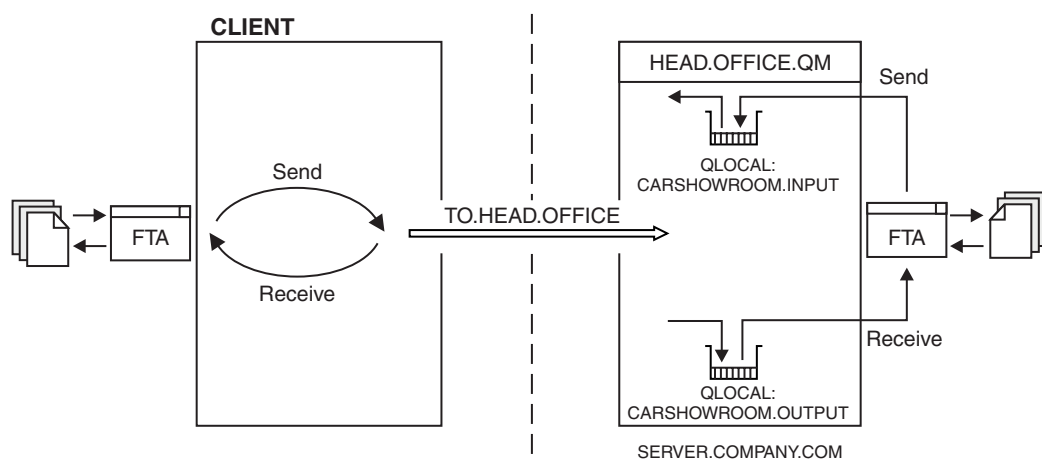 CLIENT
HEAD.OFFICE.QM
Send
QLOCAL:
CARSHOWROOM.INPUT
Send
TO.HEAD.OFFICE
FTA
FTA
Receive
Receive
QLOCAL:
CARSHOWROOM.OUTPUT
SERVER.COMPANY.COM